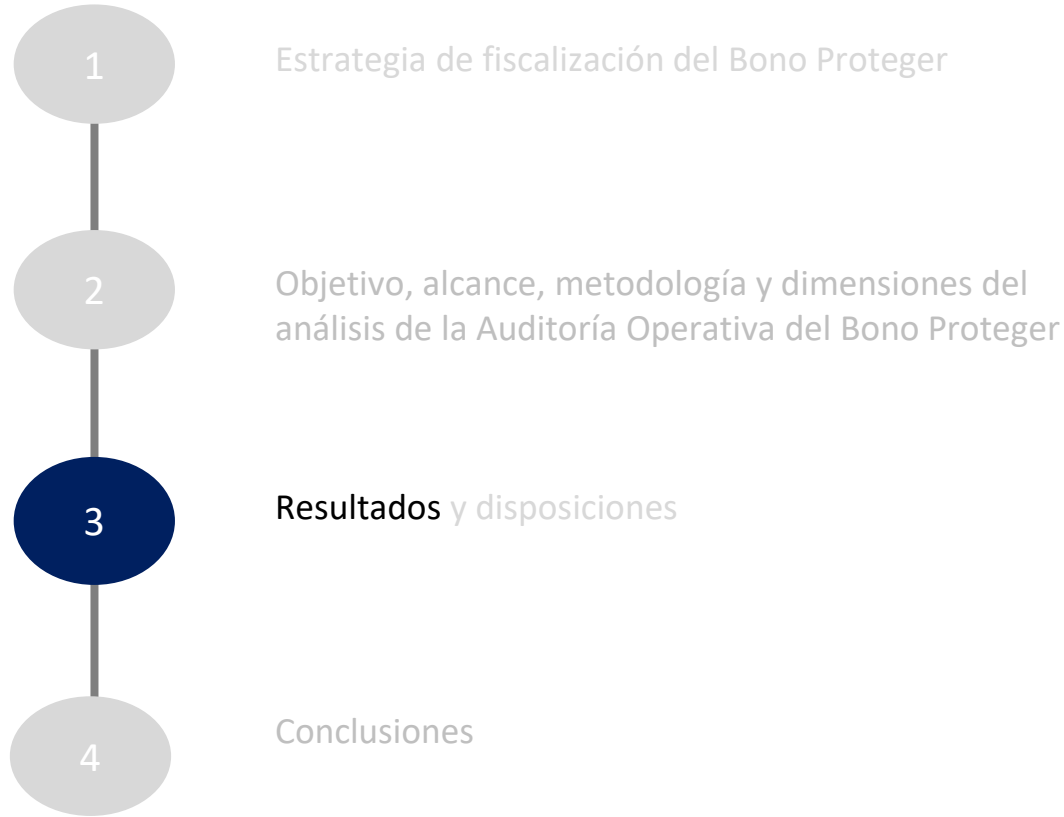 1
Estrategia de fiscalización del Bono Proteger
2
Objetivo, alcance, metodología y dimensiones del
análisis de la Auditoría Operativa del Bono Proteger
3
Resultados y disposiciones
4
Conclusiones